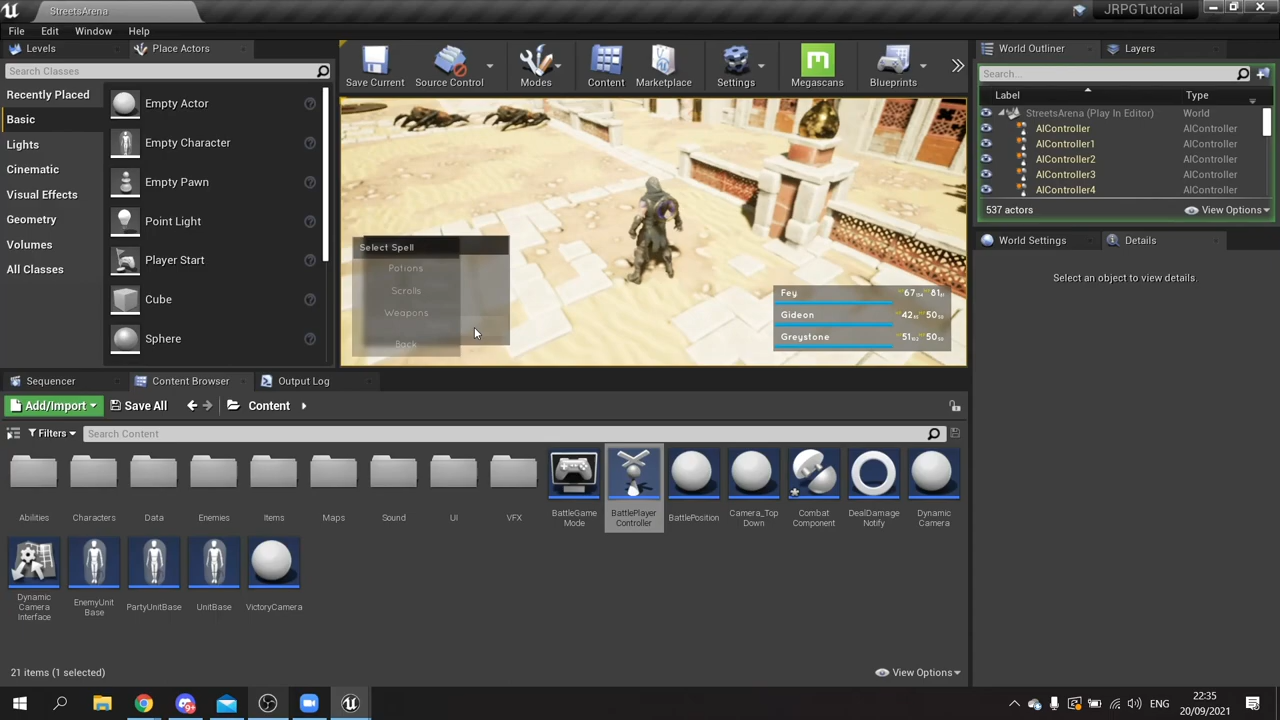 StreetsArena
JRPGTutorial
File Edit Window Help
Levels
Place Actors
Search Classes
Recently Placed
Basic
Lights
Cinematic
Visual Effects
Geometry
Volumes
All Classes
Empty Actor
Empty Character
Empty Pawn
Point Light
Player Start
Cube
Sphere
Save Current
Source Control
Modes
Content
Marketplace
Settings
Megascans
Blueprints
Select Spell
Potions
Scrolls
Weapons
Back
Fey
Gideon
Greystone
World Outliner
Layers
Search...
Label
Type
StreetsArena (Play In Editor) World
AIController AIController
AIController1 AIController
AIController2 AIController
AIController3 AIController
AIController4 AIController
537 actors
View Options
World Settings
Details
Select an object to view details.
Sequencer
Content Browser
Output Log
Add/Import
Save All
Content
Filters
Search Content
Abilities
Characters
Data
Enemies
Items
Maps
Sound
UI
VFX
BattleGame
Mode
BattlePlayer
Controller
BattlePosition
Camera_Top
Down
Combat
Component
DealDamage
Notify
Dynamic
Camera
Dynamic
Camera
Interface
EnemyUnit
Base
PartyUnitBase
UnitBase
VictoryCamera
21 items (1 selected)
View Options
ENG
22:35
20/09/2021